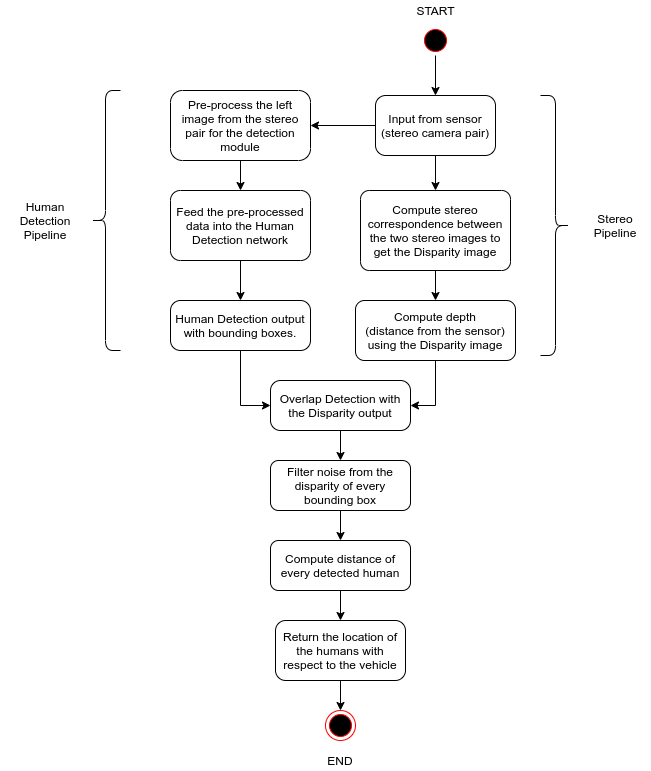 START
Input from sensor
(stereo camera pair)
Pre-process the left
image from the stereo
pair for the detection
module
Human
Detection
Pipeline
Feed the pre-processed
data into the Human
Detection network
Compute stereo
correspondence between
the two stereo images to
get the Disparity image
Stereo
Pipeline
Human Detection output
with bounding boxes.
Compute depth
(distance from the sensor)
using the Disparity image
Overlap Detection with
the Disparity output
Filter noise from the
disparity of every
bounding box
Compute distance of
every detected human
Return the location of
the humans with
respect to the vehicle
END